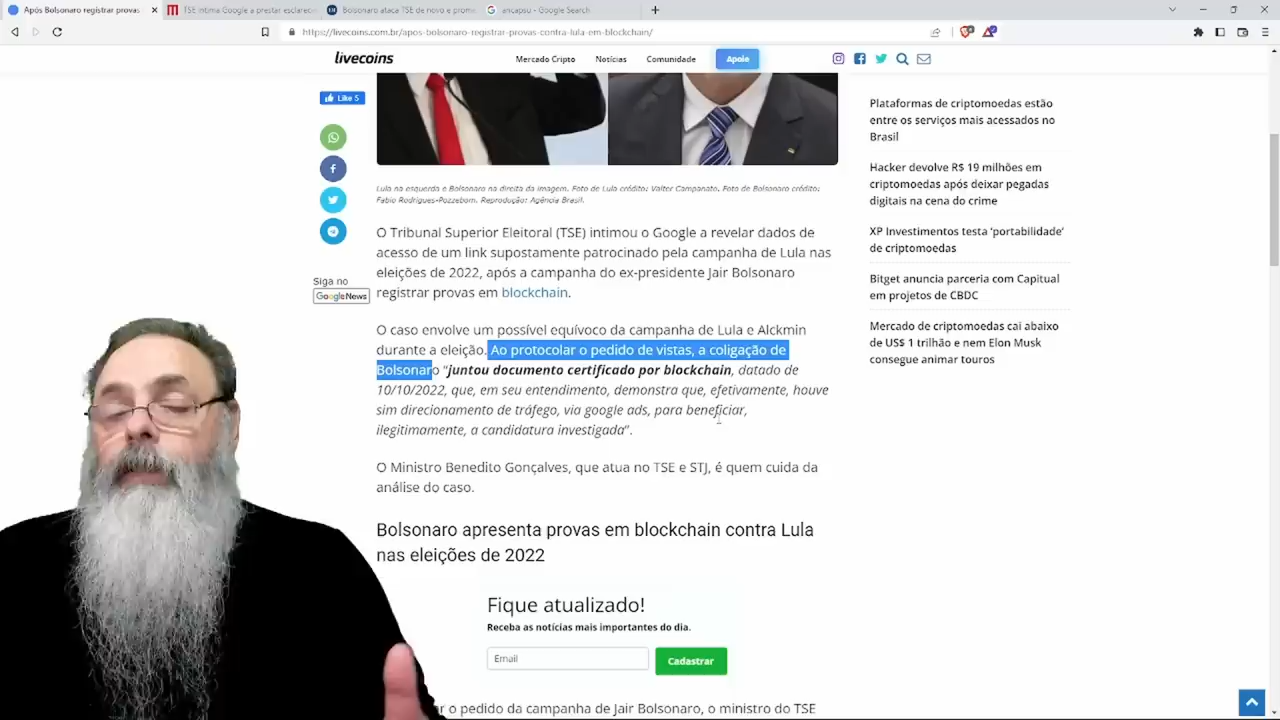 Após Bolsonaro registrar provas
TSE intima Google a prestar esclarec
Bolsonaro ataca TSE de novo e prome
ancapsu - Google Search
https://livecoins.com.br/apos-bolsonaro-registrar-provas-contra-lula-em-blockchain/
livecoins
Mercado Cripto
Notícias
Comunidade
Apoie
Like 5
Lula na esquerda e Bolsonaro na direita da imagem. Foto de Lula crédito: Valter Campanato. Foto de Bolsonaro crédito:
Fabio Rodrigues-Pozzebom. Reprodução: Agência Brasil.
O Tribunal Superior Eleitoral (TSE) intimou o Google a revelar dados de
acesso de um link supostamente patrocinado pela campanha de Lula nas
eleições de 2022, após a campanha do ex-presidente Jair Bolsonaro
registrar provas em blockchain.
Siga no
Google News
O caso envolve um possível equívoco da campanha de Lula e Alckmin
durante a eleição. Ao protocolar o pedido de vistas, a coligação de
Bolsonaro "juntou documento certificado por blockchain, datado de
10/10/2022, que, em seu entendimento, demonstra que, efetivamente, houve
sim direcionamento de tráfego, via google ads, para beneficiar,
ilegitimamente, a candidatura investigada".
O Ministro Benedito Gonçalves, que atua no TSE e STJ, é quem cuida da
análise do caso.
Bolsonaro apresenta provas em blockchain contra Lula
nas eleições de 2022
Fique atualizado!
Receba as notícias mais importantes do dia.
Email
Cadastrar
r o pedido da campanha de Jair Bolsonaro, o ministro do TSE
Plataformas de criptomoedas estão
entre os serviços mais acessados no
Brasil
Hacker devolve R$ 19 milhões em
criptomoedas após deixar pegadas
digitais na cena do crime
XP Investimentos testa 'portabilidade'
de criptomoedas
Bitget anuncia parceria com Capitual
em projetos de CBDC
Mercado de criptomoedas cai abaixo
de US$ 1 trilhão e nem Elon Musk
consegue animar touros